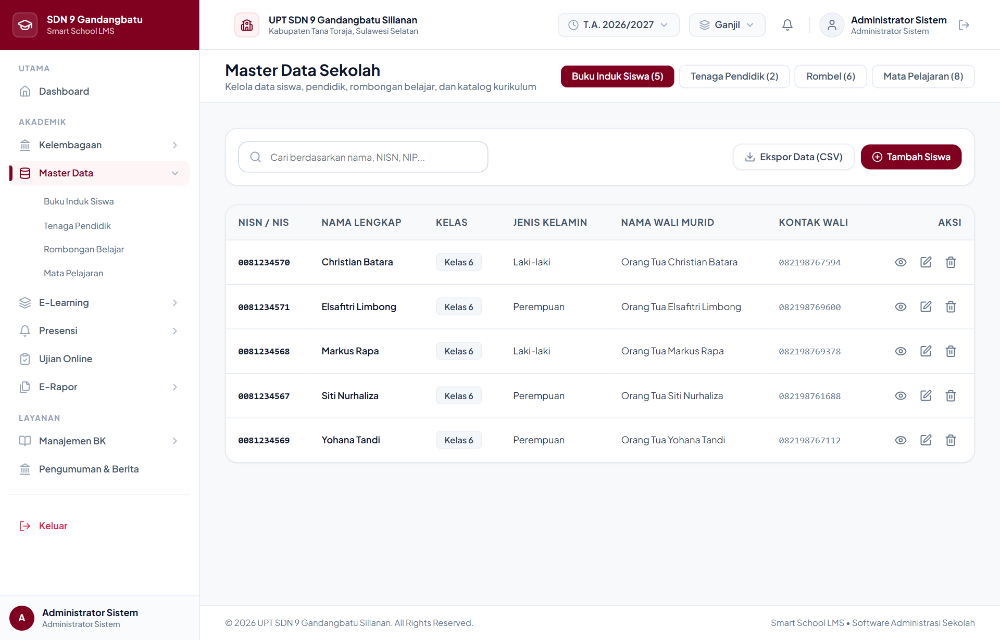 SDN 9 Gandangbatu
Smart School LMS
UPT SDN 9 Gandangbatu Sillanan
Kabupaten Tana Toraja, Sulawesi Selatan
T.A. 2026/2027
Ganjil
Administrator Sistem
Administrator Sistem
UTAMA
Dashboard
AKADEMIK
Kelembagaan
Master Data
Buku Induk Siswa
Tenaga Pendidik
Rombongan Belajar
Mata Pelajaran
E-Learning
Presensi
Ujian Online
E-Rapor
LAYANAN
Manajemen BK
Pengumuman & Berita
Keluar
A
Administrator Sistem
Administrator Sistem
Master Data Sekolah
Kelola data siswa, pendidik, rombongan belajar, dan katalog kurikulum
Buku Induk Siswa (5)
Tenaga Pendidik (2)
Rombel (6)
Mata Pelajaran (8)
Cari berdasarkan nama, NISN, NIP...
Ekspor Data (CSV)
Tambah Siswa
NISN / NIS NAMA LENGKAP KELAS JENIS KELAMIN NAMA WALI MURID KONTAK WALI AKSI
0081234570 Christian Batara Kelas 6 Laki-laki Orang Tua Christian Batara 082198767594
0081234571 Elsafitri Limbong Kelas 6 Perempuan Orang Tua Elsafitri Limbong 082198769600
0081234568 Markus Rapa Kelas 6 Laki-laki Orang Tua Markus Rapa 082198769378
0081234567 Siti Nurhaliza Kelas 6 Perempuan Orang Tua Siti Nurhaliza 082198761688
0081234569 Yohana Tandi Kelas 6 Perempuan Orang Tua Yohana Tandi 082198767112
© 2026 UPT SDN 9 Gandangbatu Sillanan. All Rights Reserved.
Smart School LMS • Software Administrasi Sekolah